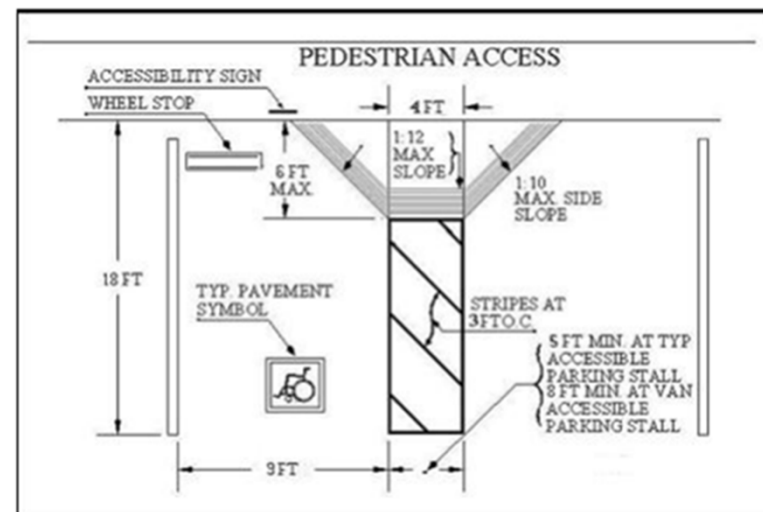 PEDESTRIAN ACCESS
ACCESSIBILITY SIGN
WHEEL STOP
4 FT
1:12
MAX
SLOPE
6 FT
MAX.
1:10
MAX. SIDE
SLOPE
18 FT
TYP. PAVEMENT
SYMBOL
STRIPES AT
3 FT O.C.
5 FT MIN. AT TYP
ACCESSIBLE
PARKING STALL
8 FT MIN. AT VAN
ACCESSIBLE
PARKING STALL
9 FT